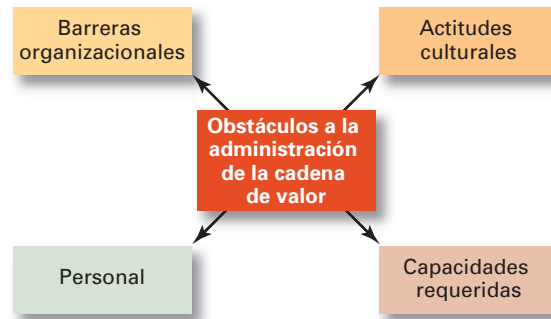 Barreras
organizacionales
Actitudes
culturales
Obstáculos a la
administración
de la cadena
de valor
Personal
Capacidades
requeridas